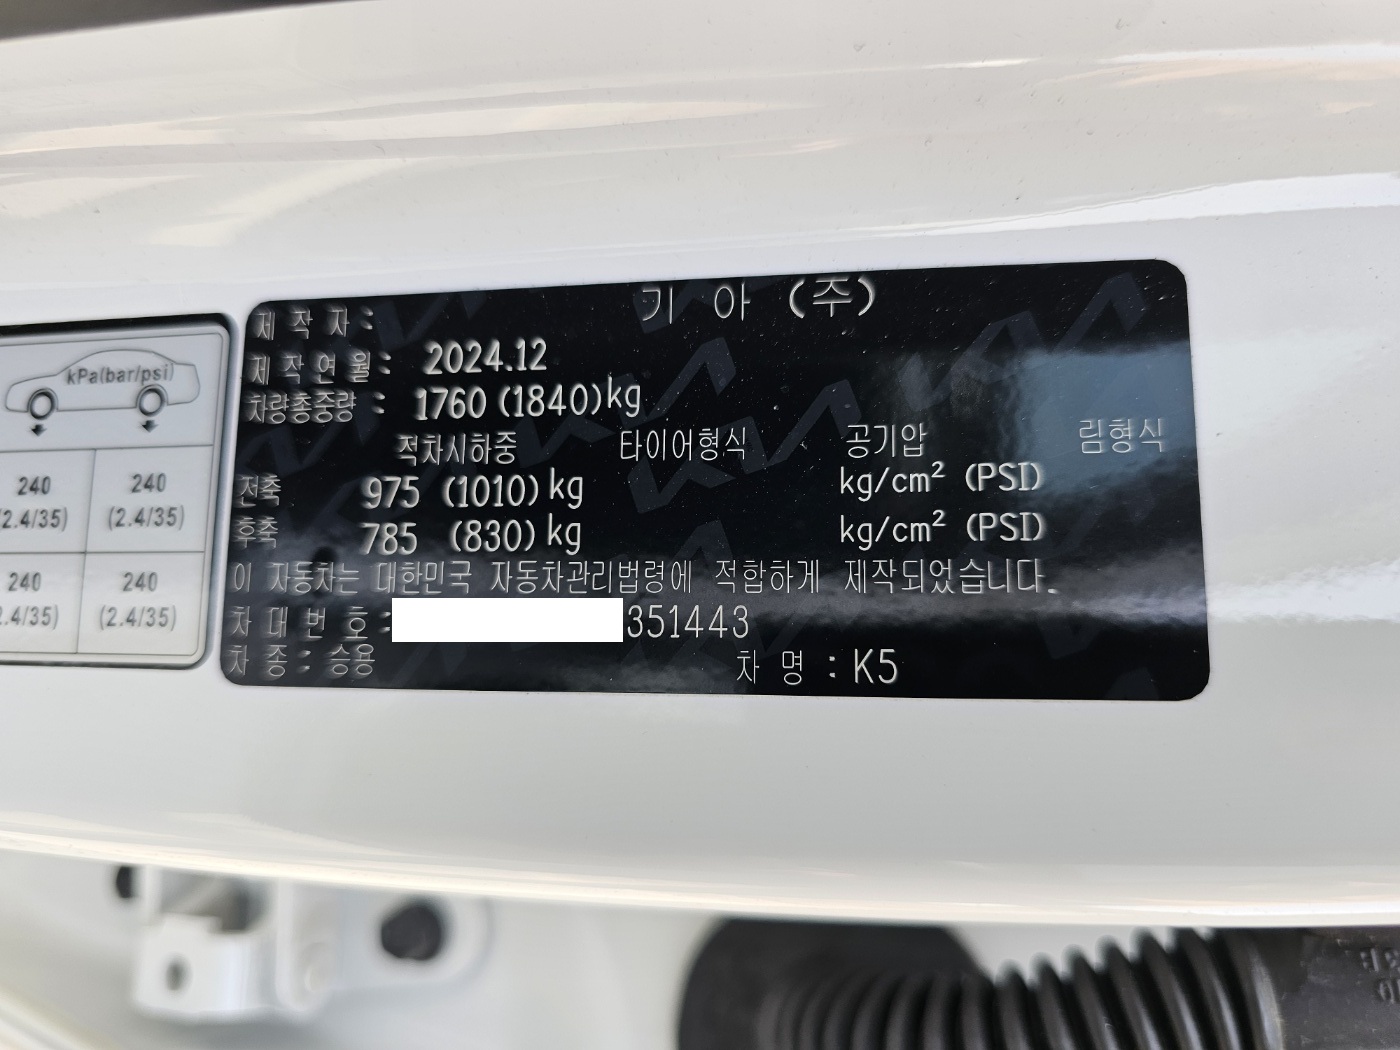 kPa(bar/psi)
240 240
(2.4/35) (2.4/35)
240 240
2.4/35) (2.4/35)
제작자 : 기아 (주)
제작연월 : 2024.12
차량총중량 : 1760 (1840)kg
적차시하중 타이어형식 공기압 림형식
전축 975 (1010) kg kg/cm² (PSI)
후축 785 (830) kg kg/cm² (PSI)
이 자동차는 대한민국 자동차관리법령에 적합하게 제작되었습니다.
차대번호 : 351443
차종 : 승용 차명 : K5